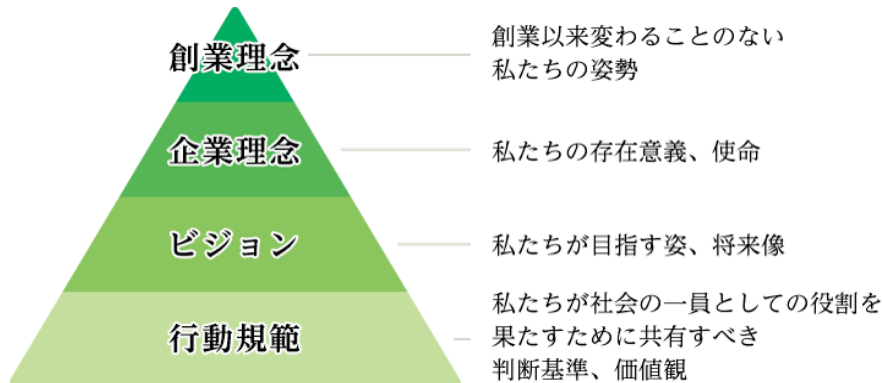 創業理念
創業以来変わることのない
私たちの姿勢
企業理念
私たちの存在意義、使命
ビジョン
私たちが目指す姿、将来像
行動規範
私たちが社会の一員としての役割を
果たすために共有すべき
判断基準、価値観